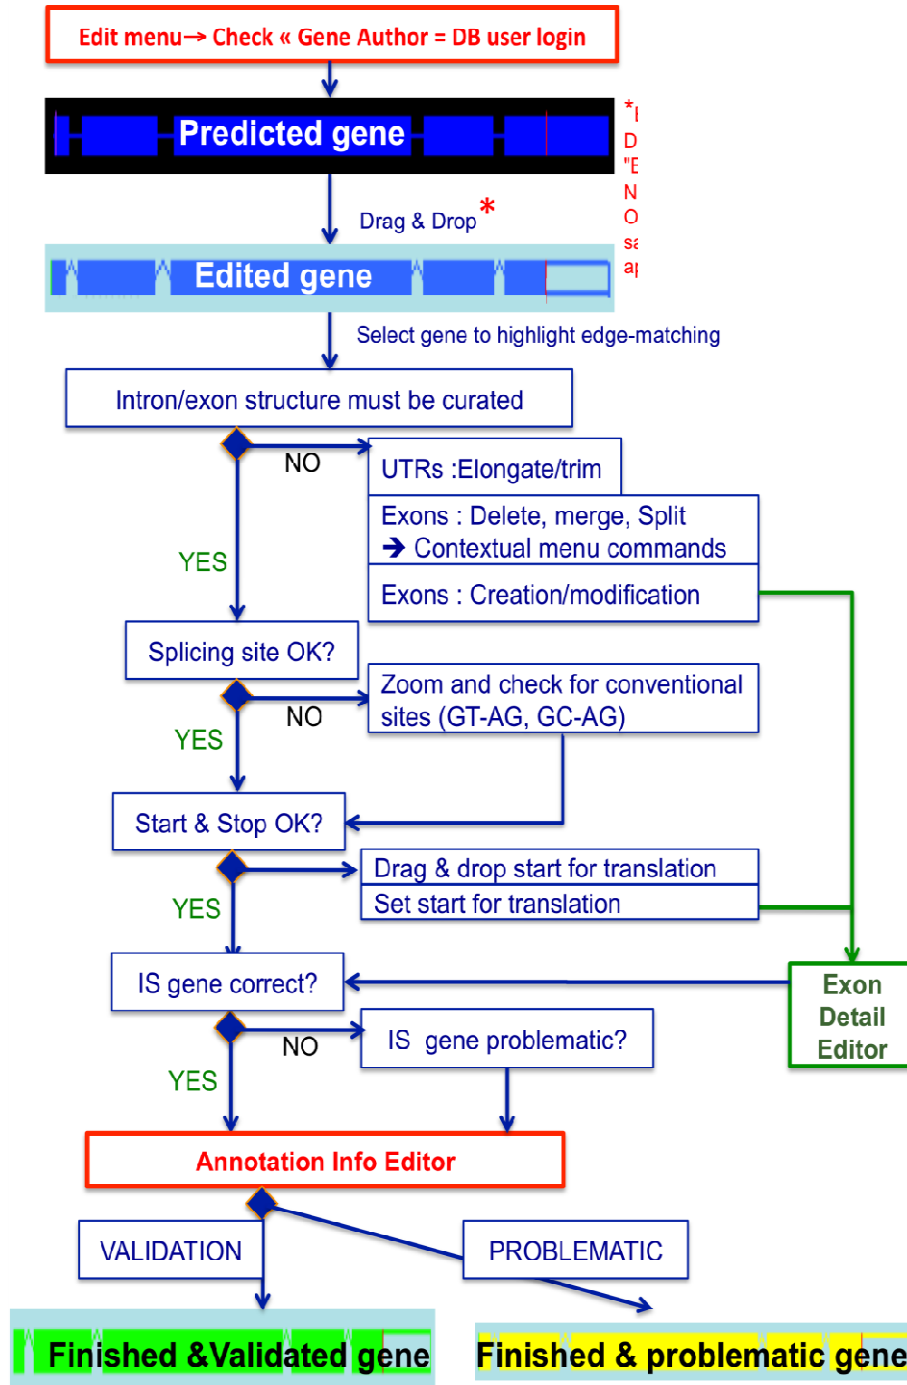 Edit menu→ Check « Gene Author = DB user login
Predicted gene
Drag & Drop*
Edited gene
Select gene to highlight edge-matching
Intron/exon structure must be curated
NO
UTRs :Elongate/trim
Exons : Delete, merge, Split
➔ Contextual menu commands
Exons : Creation/modification
YES
Splicing site OK?
NO
Zoom and check for conventional
sites (GT-AG, GC-AG)
YES
Start & Stop OK?
Drag & drop start for translation
Set start for translation
YES
IS gene correct?
Exon
Detail
Editor
NO
IS gene problematic?
YES
Annotation Info Editor
VALIDATION
PROBLEMATIC
Finished &Validated gene
Finished & problematic gene